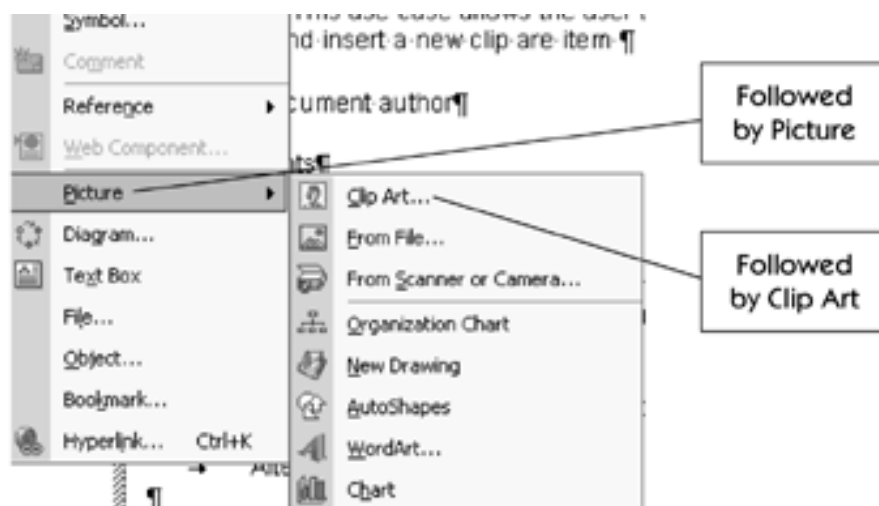 Symbol...
nd·insert·a·new·clip·are·item·¶
Comment
Reference
cument·author¶
Web Component...
nts¶
Picture
Diagram...
Text Box
File...
Object...
Bookmark...
Hyperlink... Ctrl+K
Clip Art...
From File...
From Scanner or Camera...
Organization Chart
New Drawing
AutoShapes
WordArt...
Chart
¶
Followed
by Picture
Followed
by Clip Art